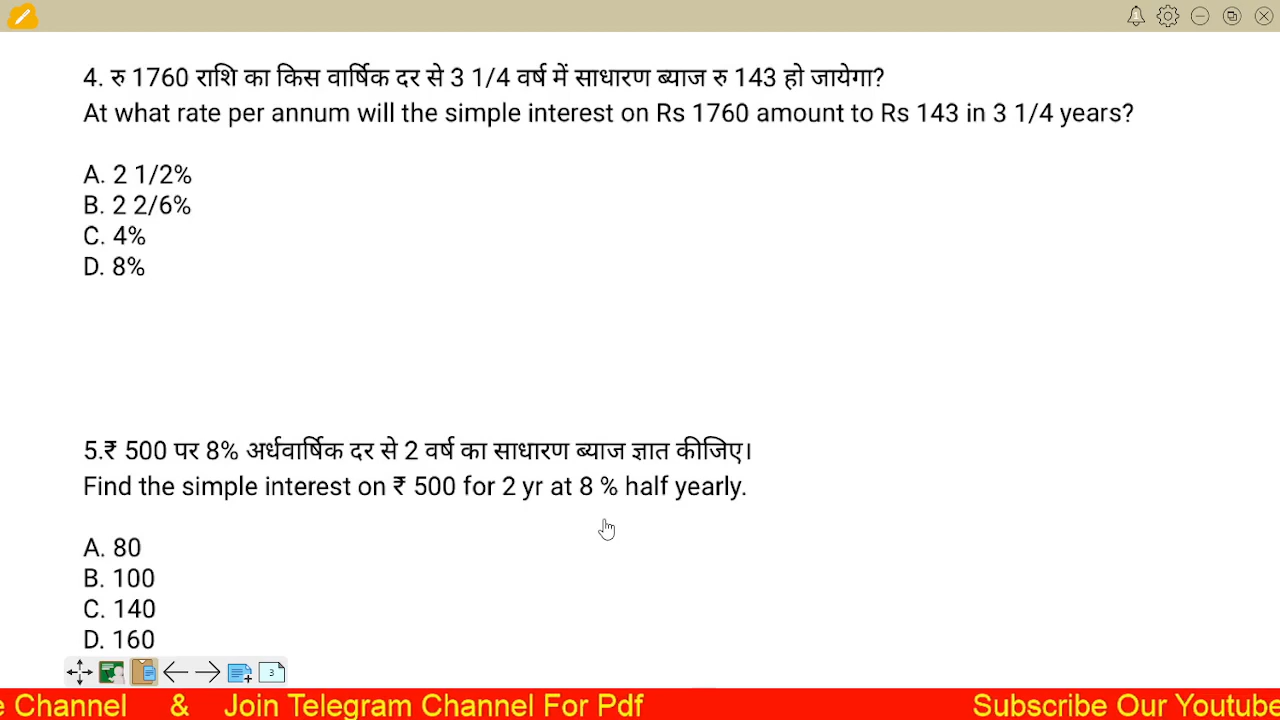 4. रु 1760 राशि का किस वार्षिक दर से 3 1/4 वर्ष में साधारण ब्याज रु 143 हो जायेगा?
At what rate per annum will the simple interest on Rs 1760 amount to Rs 143 in 3 1/4 years?
A. 2 1/2%
B. 2 2/6%
C. 4%
D. 8%
5.₹ 500 पर 8% अर्धवार्षिक दर से 2 वर्ष का साधारण ब्याज ज्ञात कीजिए।
Find the simple interest on ₹ 500 for 2 yr at 8 % half yearly.
A. 80
B. 100
C. 140
D. 160
3
e Channel & Join Telegram Channel For Pdf Subscribe Our Youtube